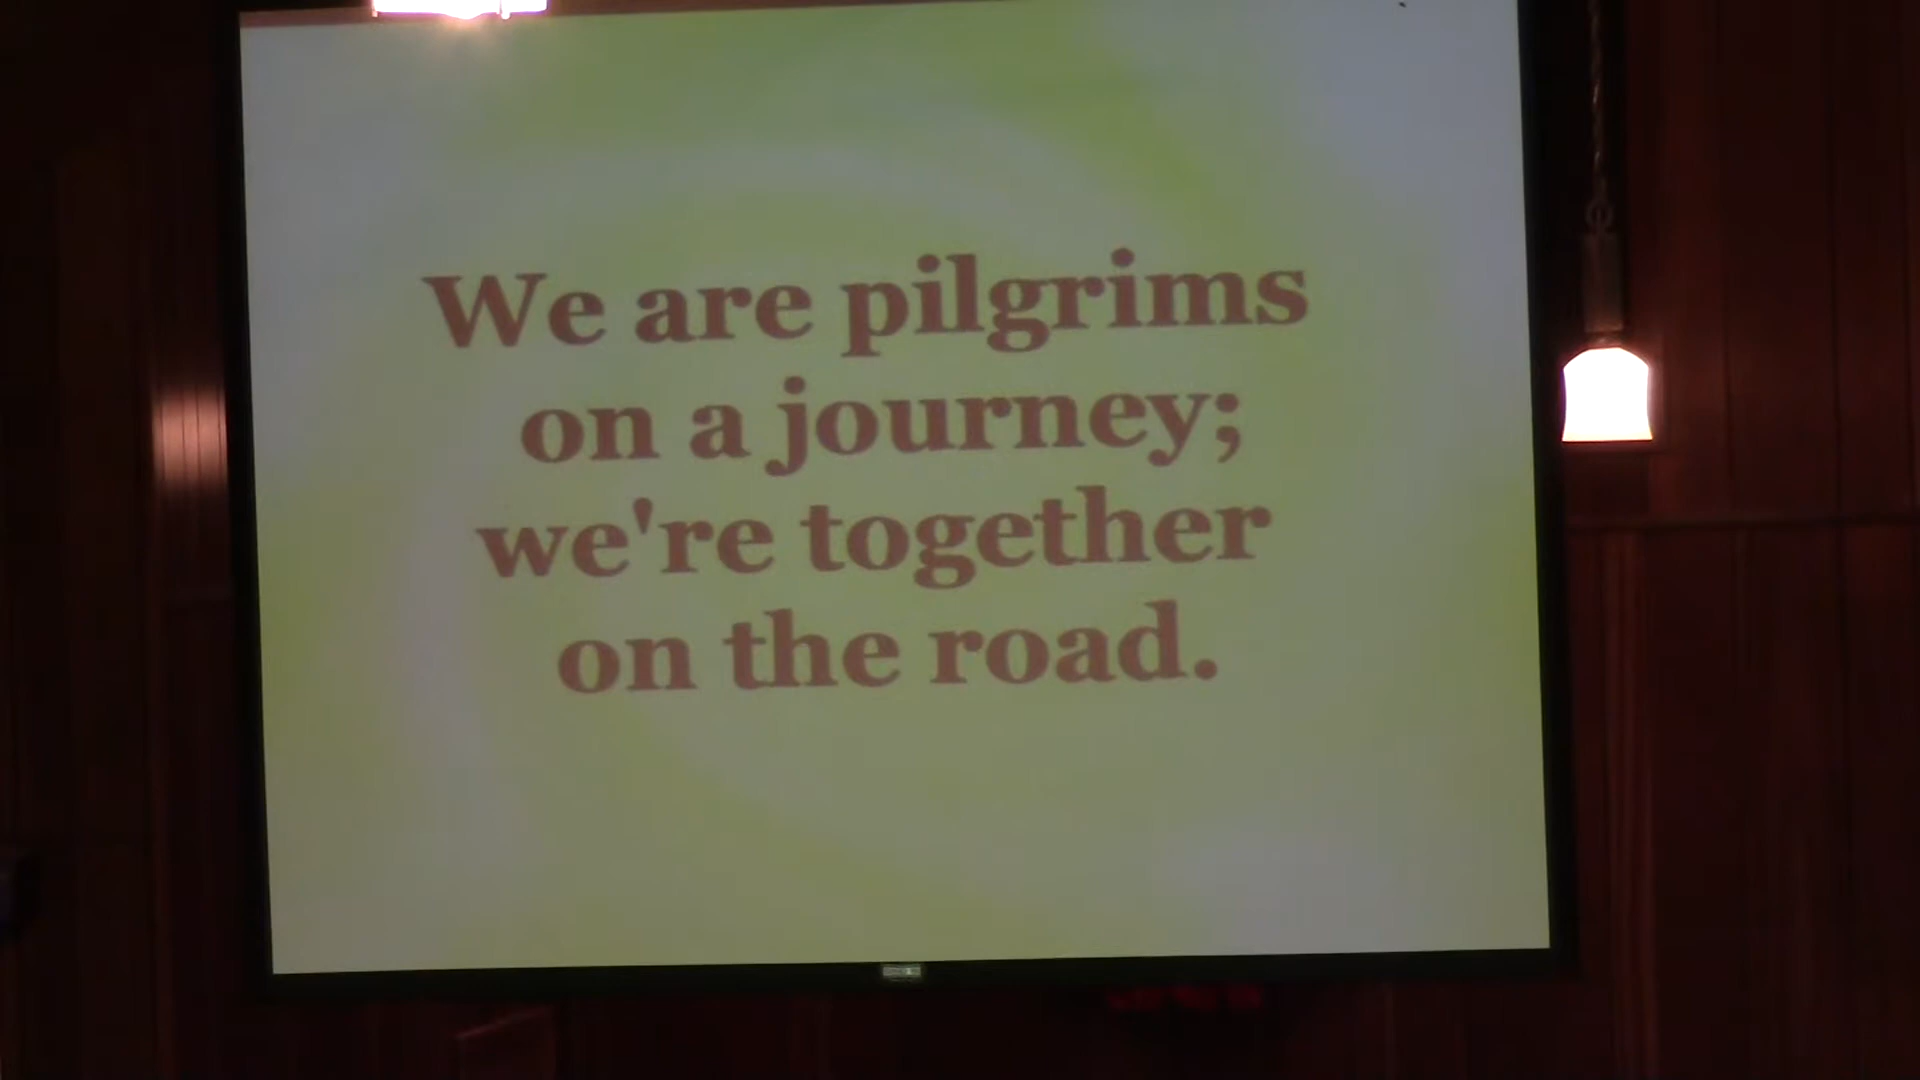 We are pilgrims
on a journey;
we're together
on the road.